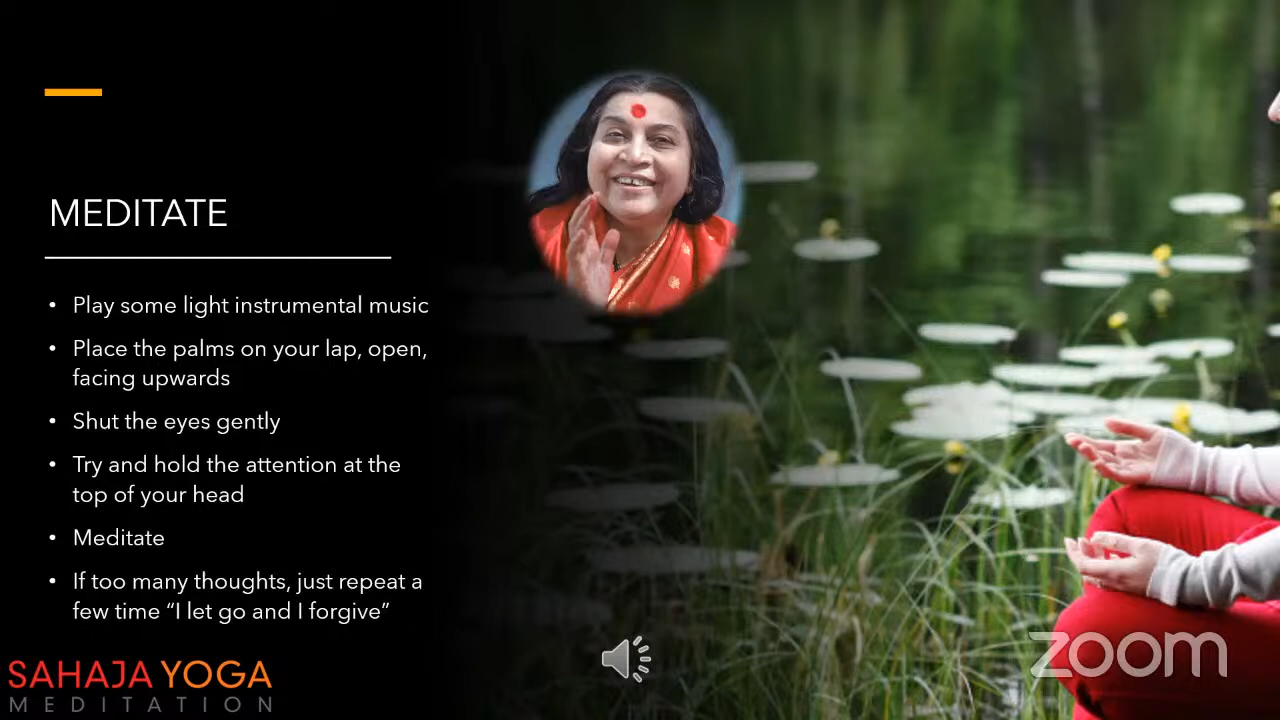 MEDITATE
• Play some light instrumental music
• Place the palms on your lap, open,
facing upwards
• Shut the eyes gently
• Try and hold the attention at the
top of your head
• Meditate
• If too many thoughts, just repeat a
few time “I let go and I forgive”
SAHAJA YOGA
MEDITATION
zoom